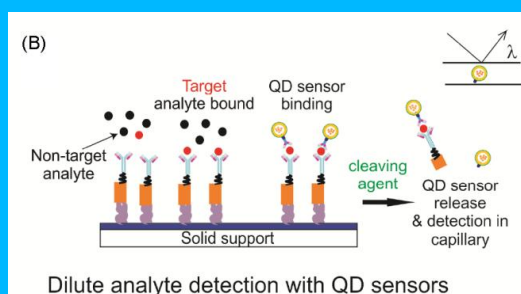 (B)
λ
Target
analyte bound
QD sensor
binding
Non-target
analyte
cleaving
agent
QD sensor
release
& detection in
capillary
Solid support
Dilute analyte detection with QD sensors